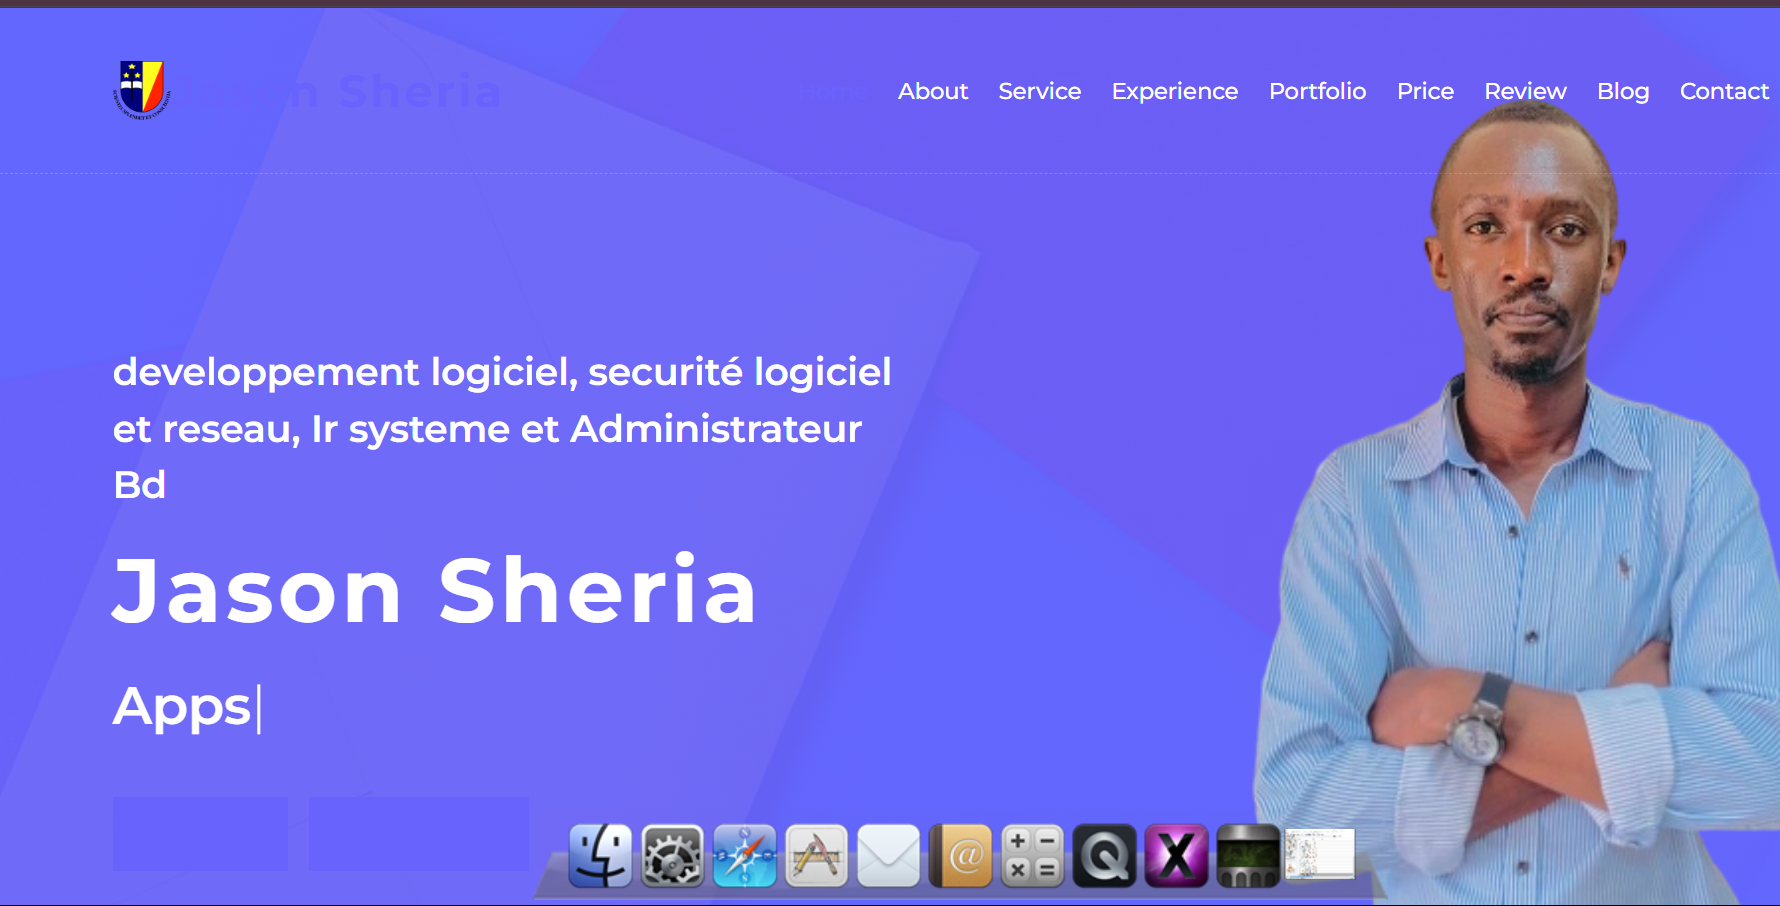 n Sheria
Home About Service Experience Portfolio Price Review Blog Contact
developpement logiciel, securité logiciel
et reseau, Ir systeme et Administrateur
Bd
Jason Sheria
Apps